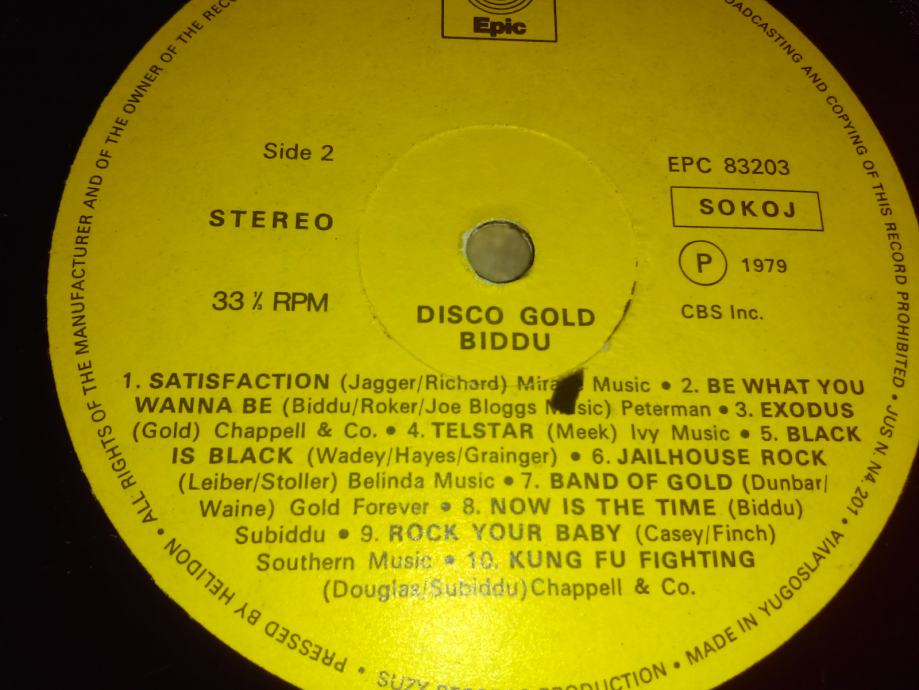 Epic
Side 2
EPC 83203
STEREO
SOKOJ
P 1979
33 ⅓ RPM
CBS Inc.
DISCO GOLD
BIDDU
1. SATISFACTION (Jagger/Richard) Music • 2. BE WHAT YOU
WANNA BE (Biddu/Roker/Joe Bloggs Music) Peterman • 3. EXODUS
(Gold) Chappell & Co. • 4. TELSTAR (Meek) Ivy Music • 5. BLACK
IS BLACK (Wadey/Hayes/Grainger) • 6. JAILHOUSE ROCK
(Leiber/Stoller) Belinda Music • 7. BAND OF GOLD (Dunbar/
Waine) Gold Forever • 8. NOW IS THE TIME (Biddu)
Subiddu • 9. ROCK YOUR BABY (Casey/Finch)
Southern Music • 10. KUNG FU FIGHTING
(Douglas/Subiddu) Chappell & Co.
PRESSED BY HELIDON • ALL RIGHTS OF THE MANUFACTURER AND OF THE OWNER OF THE
AND COPYING OF THIS RECORD PROHIBITED • JUS N. N4. 201 • MADE IN YUGOSLAVIA •